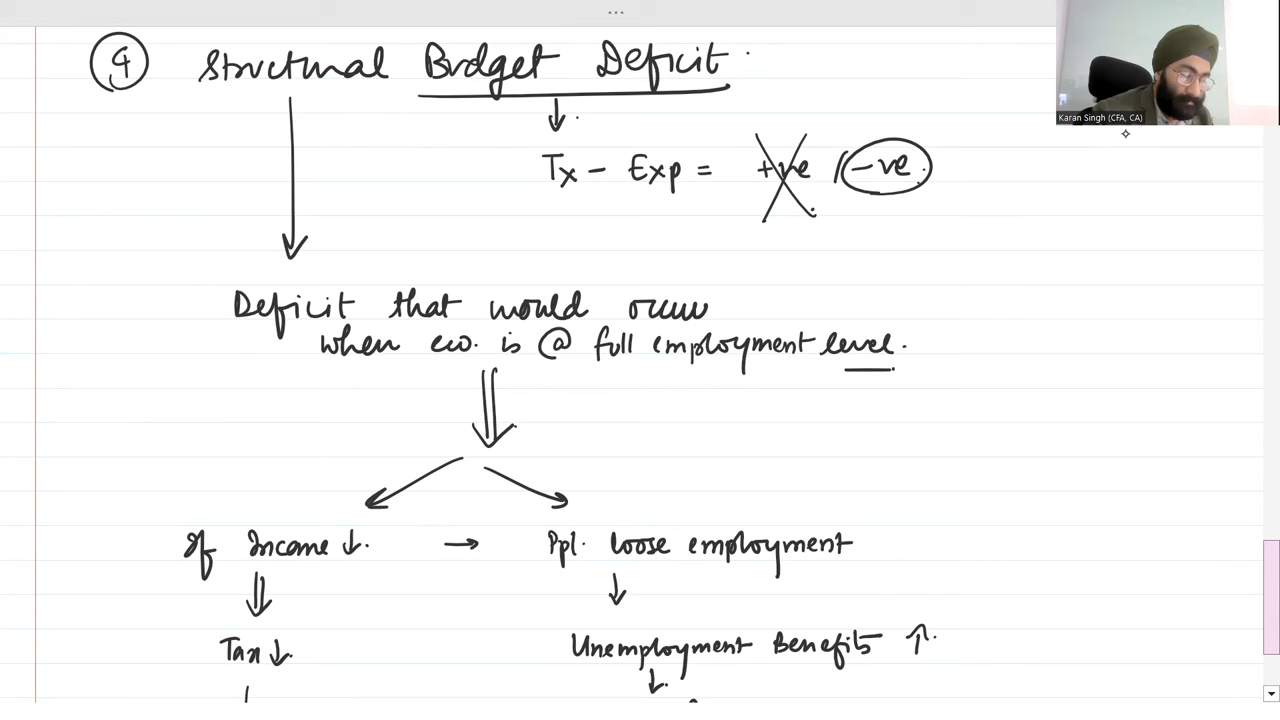 ④ Structural Budget Deficit.
Tx - Exp = +ve / -ve
Karan Singh (CFA, CA)
Deficit that would occur
when eco. is @ full employment level.
If Income ↓. → Ppl. loose employment
Tax ↓. Unemployment Benefits ↑.